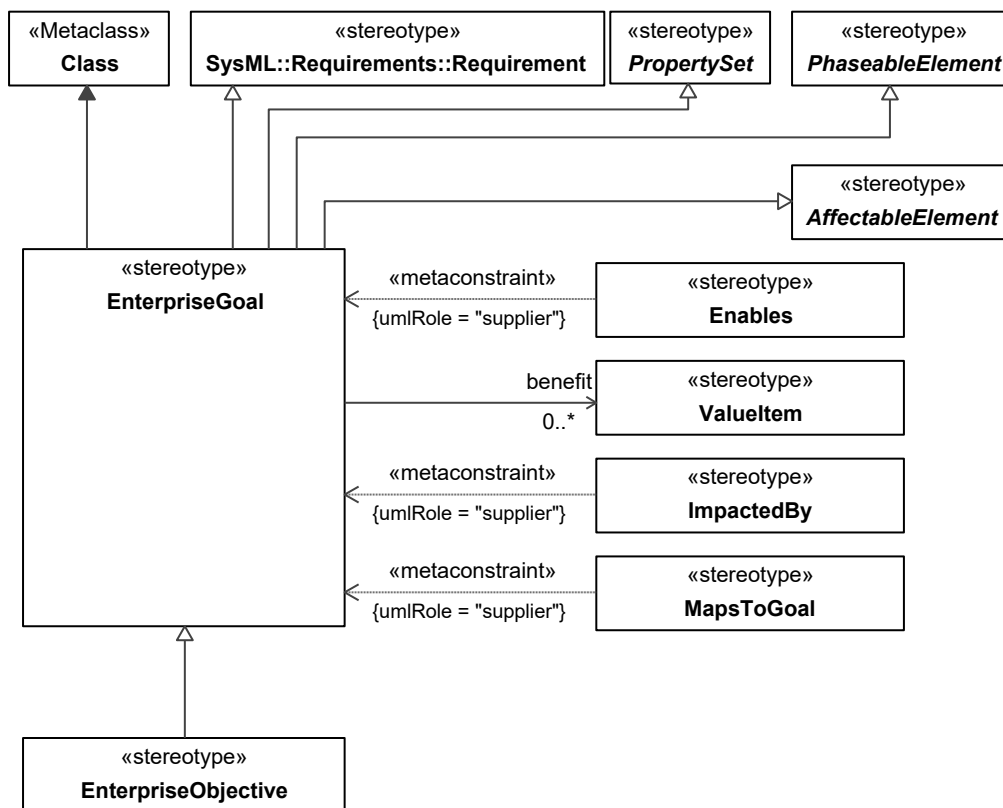 «Metaclass»
Class
«stereotype»
SysML::Requirements::Requirement
«stereotype»
PropertySet
«stereotype»
PhaseableElement
«stereotype»
AffectableElement
«stereotype»
EnterpriseGoal
«metaconstraint»
{umlRole = "supplier"}
«stereotype»
Enables
benefit
0..*
«stereotype»
ValueItem
«metaconstraint»
{umlRole = "supplier"}
«stereotype»
ImpactedBy
«metaconstraint»
{umlRole = "supplier"}
«stereotype»
MapsToGoal
«stereotype»
EnterpriseObjective